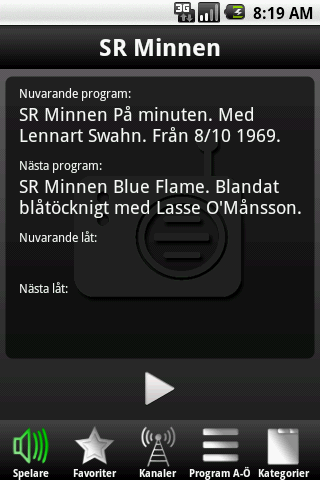 3G
8:19 AM
SR Minnen
Nuvarande program:
SR Minnen På minuten. Med
Lennart Swahn. Från 8/10 1969.
Nästa program:
SR Minnen Blue Flame. Blandat
blåtöcknigt med Lasse O'Månsson.
Nuvarande låt:
Nästa låt:
Spelare
Favoriter
Kanaler
Program A-Ö
Kategorier